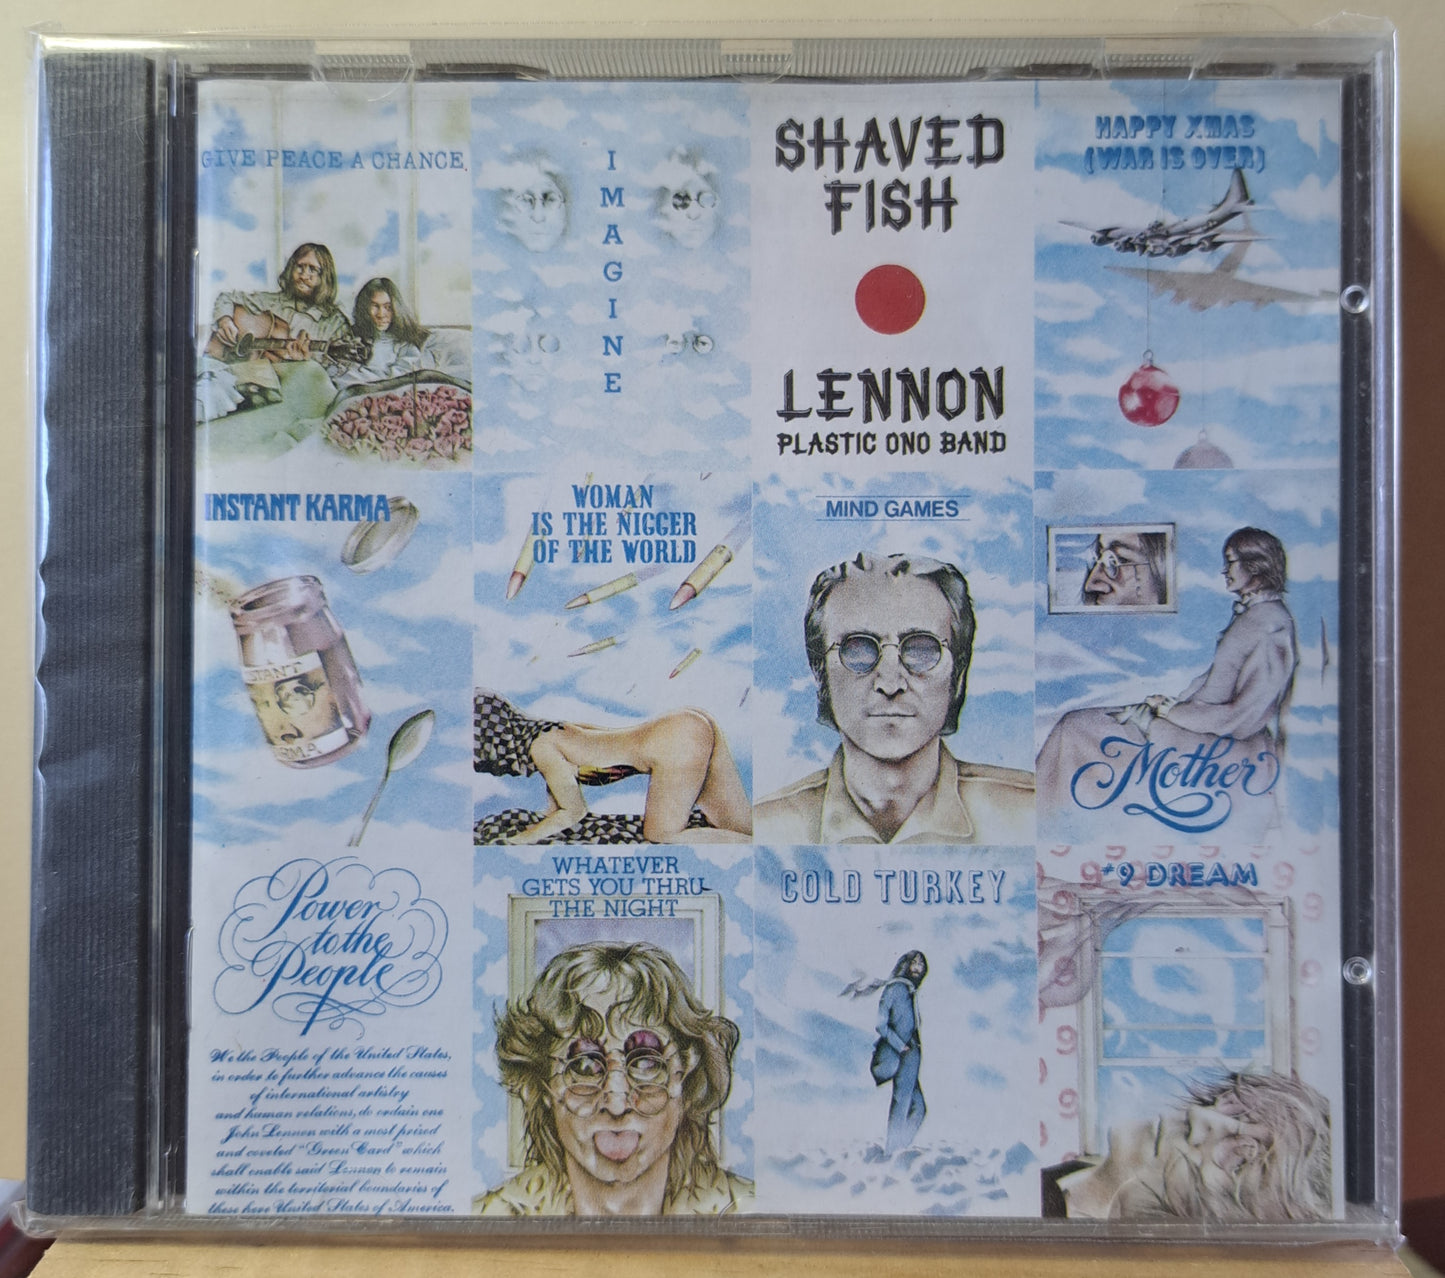 GIVE PEACE A CHANCE
IMAGINE
SHAVED
FISH
LENNON
PLASTIC ONO BAND
HAPPY XMAS
(WAR IS OVER)
INSTANT KARMA
INSTANT
KARMA
WOMAN
IS THE NIGGER
OF THE WORLD
MIND GAMES
Mother
Power
to the
People
We the People of the United States,
in order to further advance the causes
of international artistry
and human relations, do ordain one
John Lennon with a most prized
and coveted "Green Card" which
shall enable said Lennon to remain
within the territorial boundaries of
these here United States of America.
WHATEVER
GETS YOU THRU
THE NIGHT
COLD TURKEY
#9 DREAM